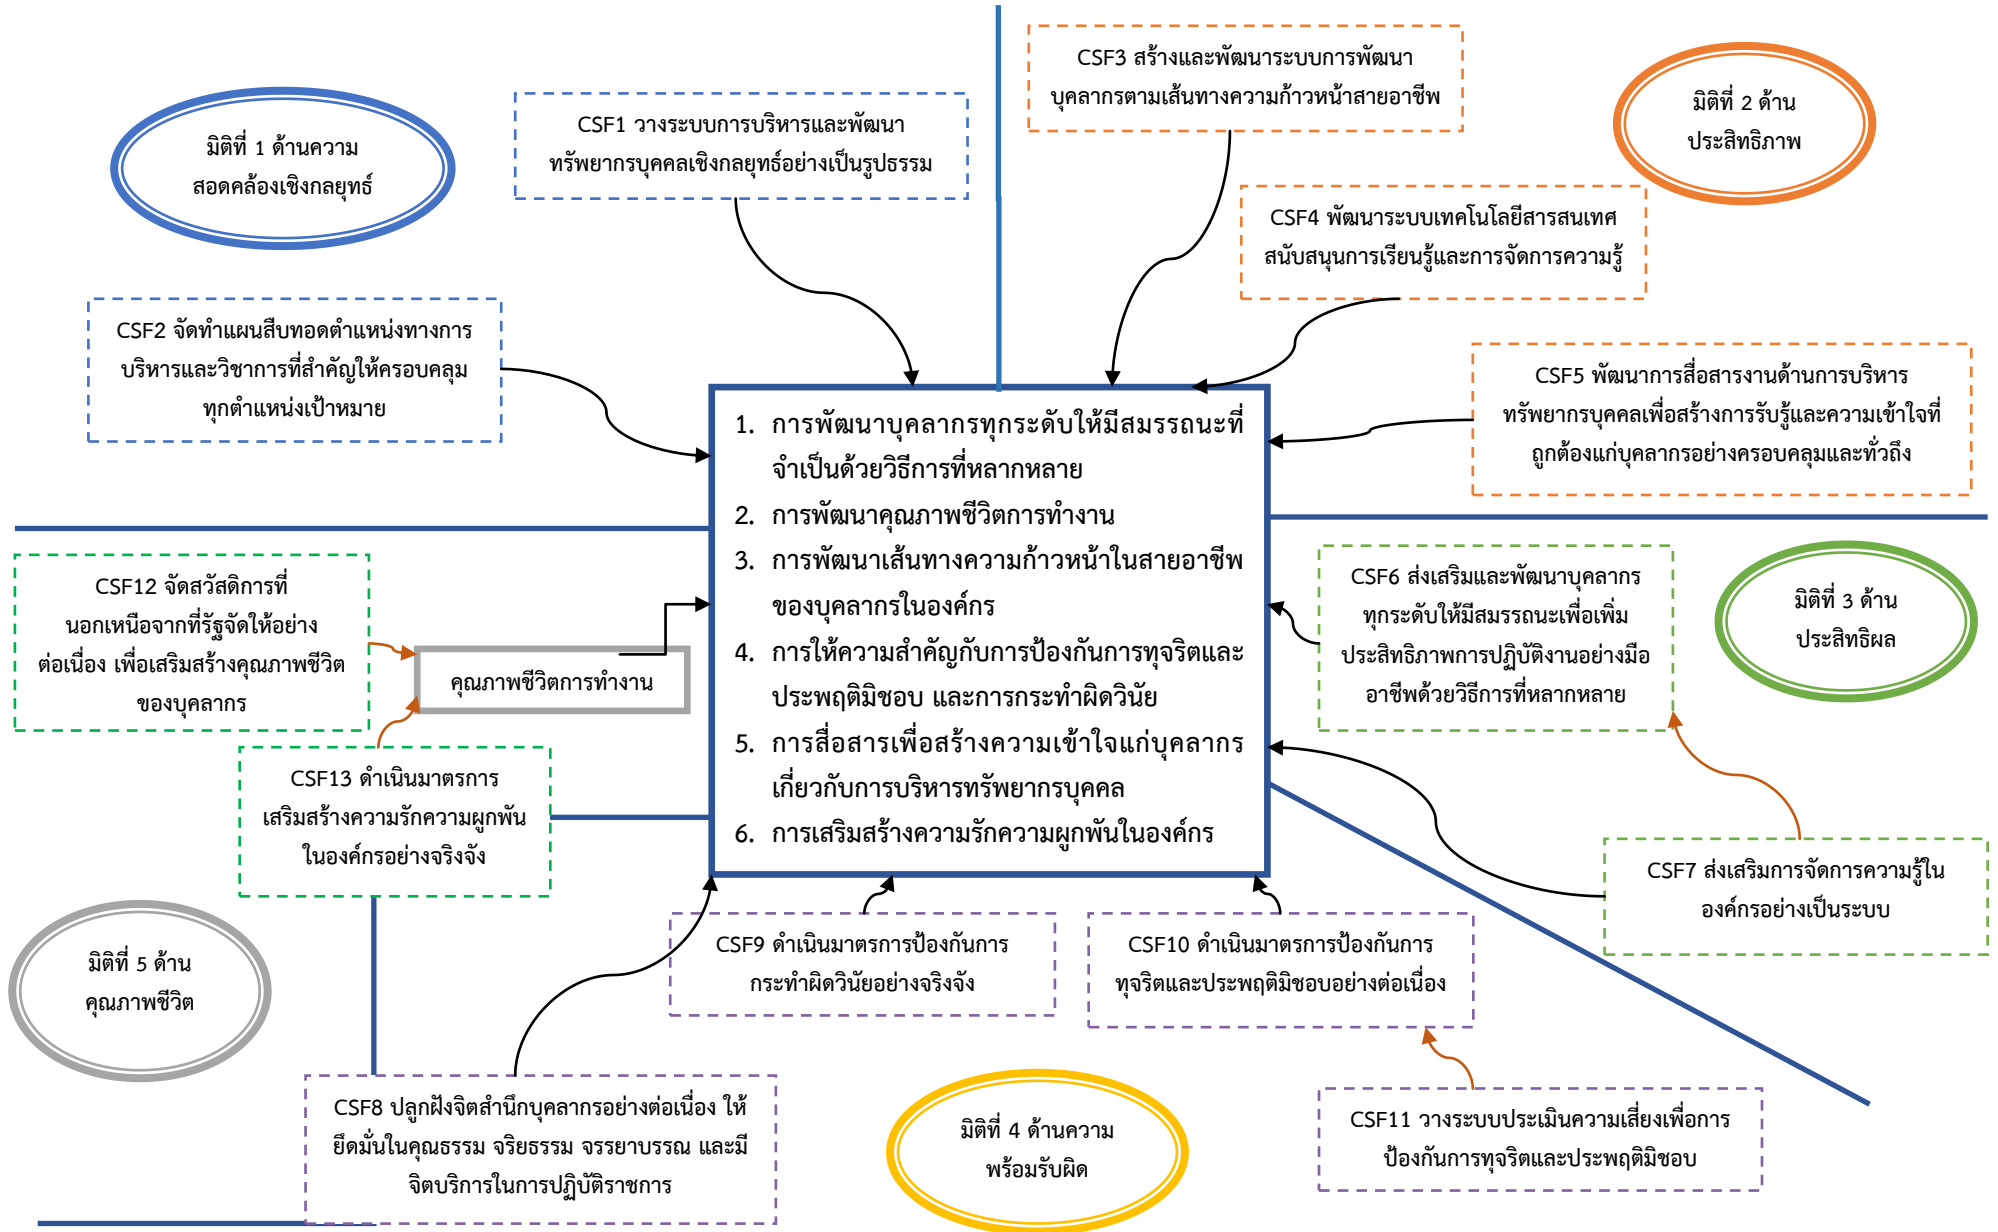 มิติที่ 1 ด้านความ
สอดคล้องเชิงกลยุทธ์
CSF1 วางระบบการบริหารและพัฒนา
ทรัพยากรบุคคลเชิงกลยุทธ์อย่างเป็นรูปธรรม
CSF2 จัดทำแผนสืบทอดตำแหน่งทางการ
บริหารและวิชาการที่สำคัญให้ครอบคลุม
ทุกตำแหน่งเป้าหมาย
CSF3 สร้างและพัฒนาระบบการพัฒนา
บุคลากรตามเส้นทางความก้าวหน้าสายอาชีพ
มิติที่ 2 ด้าน
ประสิทธิภาพ
CSF4 พัฒนาระบบเทคโนโลยีสารสนเทศ
สนับสนุนการเรียนรู้และการจัดการความรู้
CSF5 พัฒนาการสื่อสารงานด้านการบริหาร
ทรัพยากรบุคคลเพื่อสร้างการรับรู้และความเข้าใจที่
ถูกต้องแก่บุคลากรอย่างครอบคลุมและทั่วถึง
1. การพัฒนาบุคลากรทุกระดับให้มีสมรรถนะที่
จำเป็นด้วยวิธีการที่หลากหลาย
2. การพัฒนาคุณภาพชีวิตการทำงาน
3. การพัฒนาเส้นทางความก้าวหน้าในสายอาชีพ
ของบุคลากรในองค์กร
4. การให้ความสำคัญกับการป้องกันการทุจริตและ
ประพฤติมิชอบ และการกระทำผิดวินัย
5. การสื่อสารเพื่อสร้างความเข้าใจแก่บุคลากร
เกี่ยวกับการบริหารทรัพยากรบุคคล
6. การเสริมสร้างความรักความผูกพันในองค์กร
CSF12 จัดสวัสดิการที่
นอกเหนือจากที่รัฐจัดให้อย่าง
ต่อเนื่อง เพื่อเสริมสร้างคุณภาพชีวิต
ของบุคลากร
คุณภาพชีวิตการทำงาน
CSF13 ดำเนินมาตรการ
เสริมสร้างความรักความผูกพัน
ในองค์กรอย่างจริงจัง
CSF6 ส่งเสริมและพัฒนาบุคลากร
ทุกระดับให้มีสมรรถนะเพื่อเพิ่ม
ประสิทธิภาพการปฏิบัติงานอย่างมือ
อาชีพด้วยวิธีการที่หลากหลาย
มิติที่ 3 ด้าน
ประสิทธิผล
CSF7 ส่งเสริมการจัดการความรู้ใน
องค์กรอย่างเป็นระบบ
มิติที่ 5 ด้าน
คุณภาพชีวิต
CSF9 ดำเนินมาตรการป้องกันการ
กระทำผิดวินัยอย่างจริงจัง
CSF10 ดำเนินมาตรการป้องกันการ
ทุจริตและประพฤติมิชอบอย่างต่อเนื่อง
CSF8 ปลูกฝังจิตสำนึกบุคลากรอย่างต่อเนื่อง ให้
ยึดมั่นในคุณธรรม จริยธรรม จรรยาบรรณ และมี
จิตบริการในการปฏิบัติราชการ
มิติที่ 4 ด้านความ
พร้อมรับผิด
CSF11 วางระบบประเมินความเสี่ยงเพื่อการ
ป้องกันการทุจริตและประพฤติมิชอบ